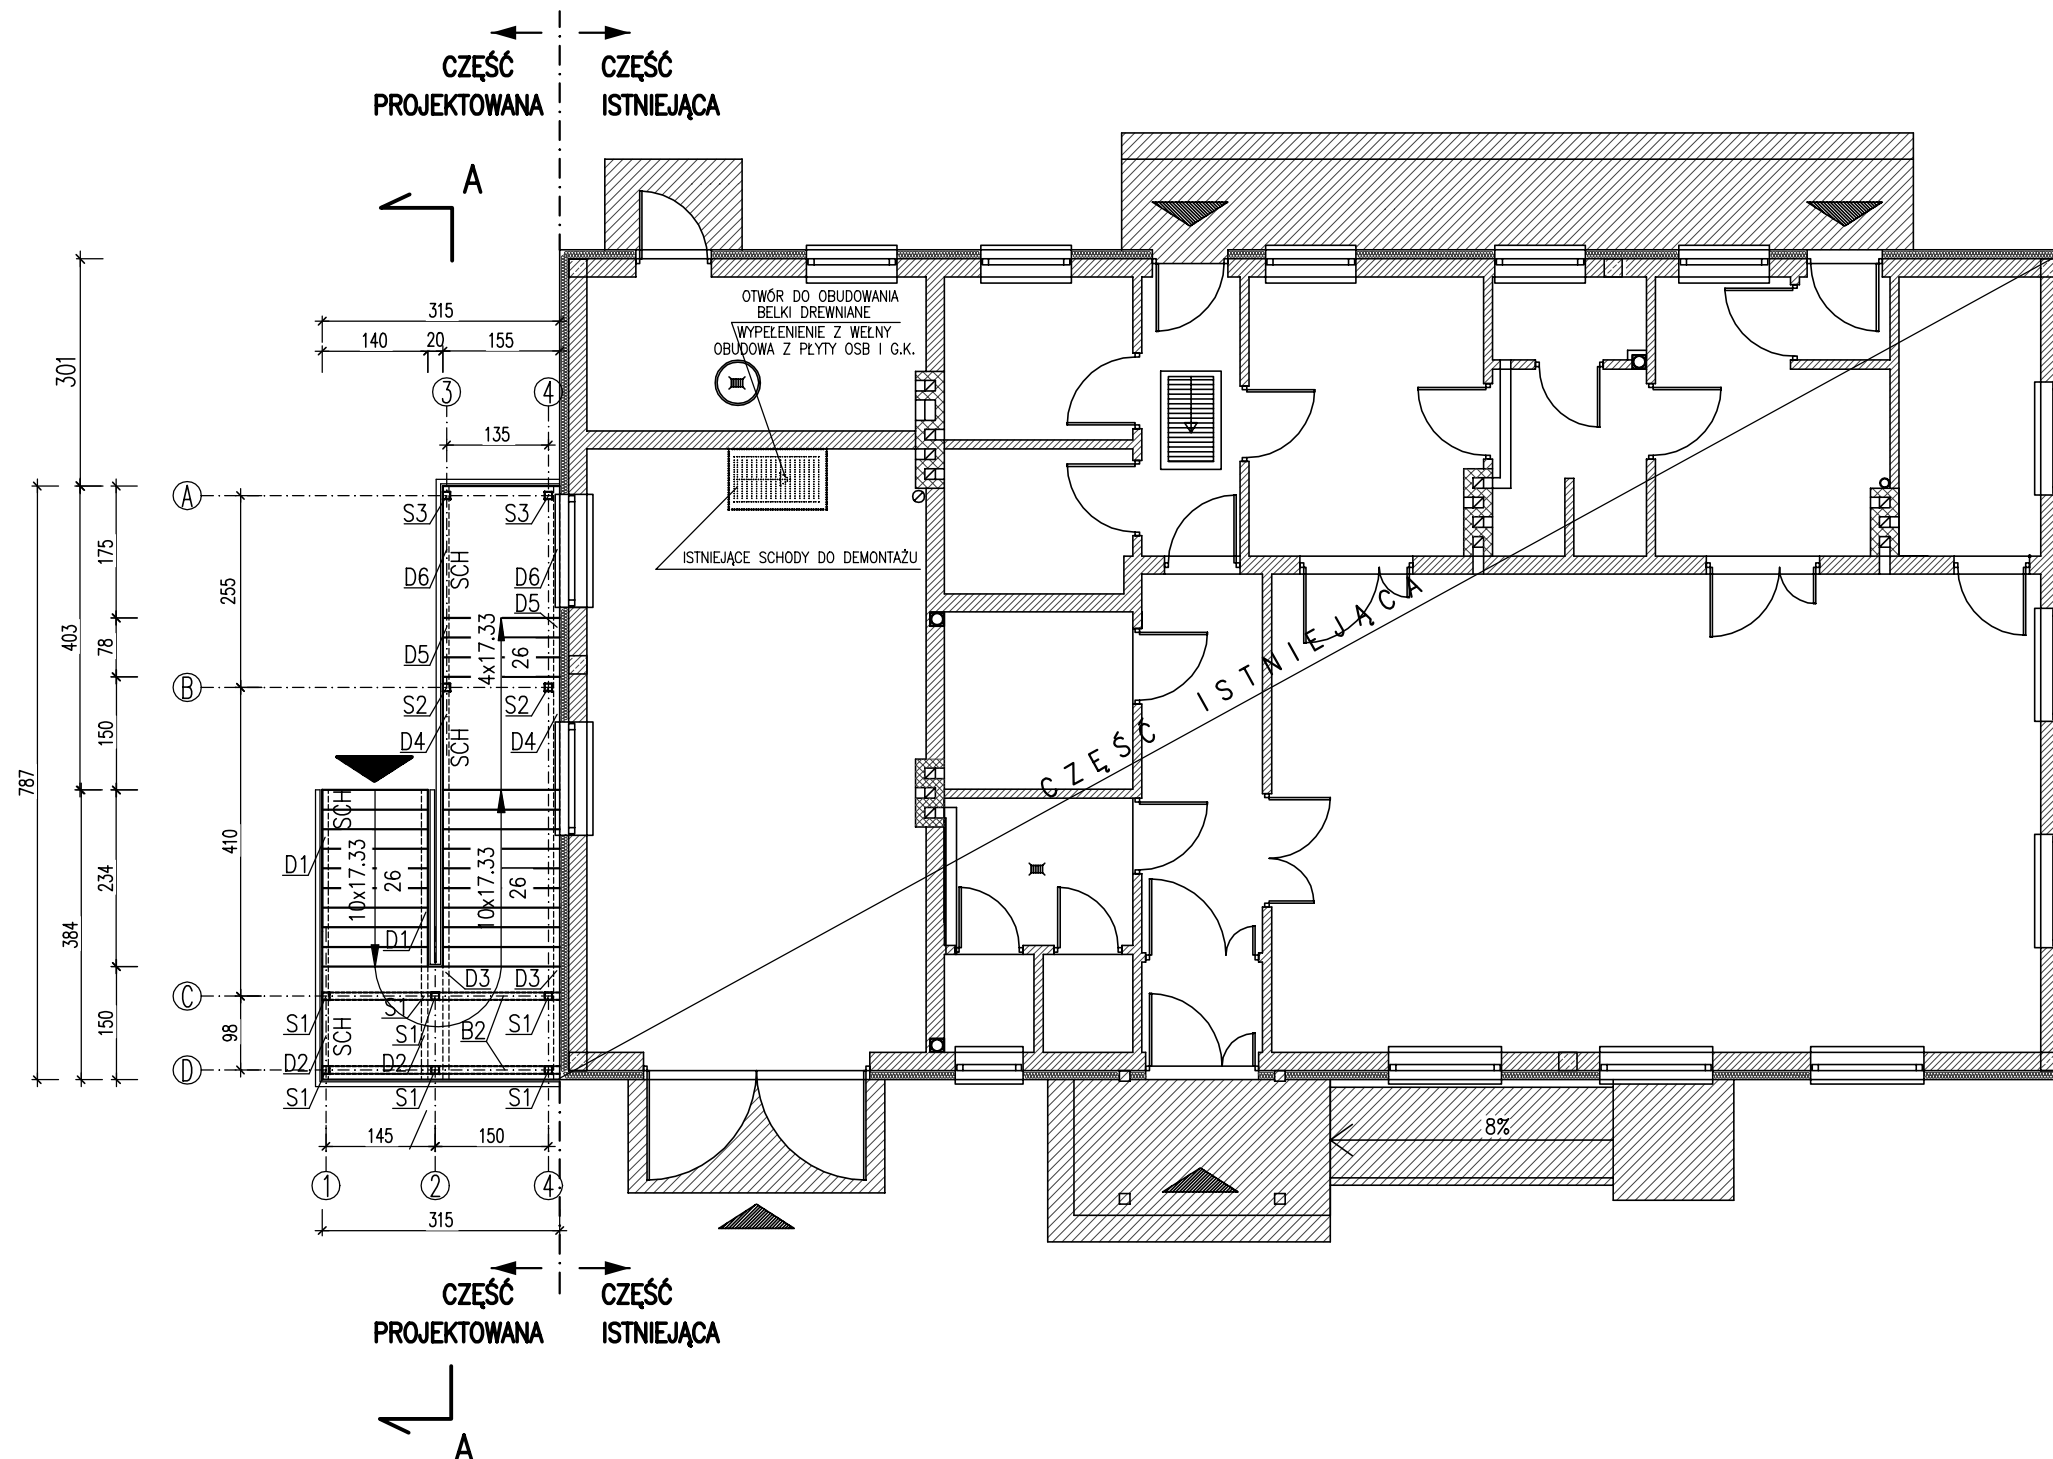 CZĘŚĆ
PROJEKTOWANA
CZĘŚĆ
ISTNIEJĄCA
A
OTWÓR DO OBUDOWANIA
BELKI DREWNIANE
WYPEŁENIENIE Z WEŁNY
OBUDOWA Z PŁYTY OSB I G.K.
315
140
20
155
301
3
4
135
A
S3
S3
ISTNIEJĄCE SCHODY DO DEMONTAŻU
175
255
D6
SCH
D6
D5
403
78
D5
4x17.33
26
B
S2
S2
150
D4
SCH
D4
CZĘŚĆ ISTNIEJĄCA
787
410
SCH
D1
10x17.33
26
10x17.33
26
234
384
D1
D3
D3
C
S1
S1
S1
S1
SCH
B2
150
98
D2
D2
D
S1
S1
S1
145
150
8%
1
2
4
315
CZĘŚĆ
PROJEKTOWANA
CZĘŚĆ
ISTNIEJĄCA
A